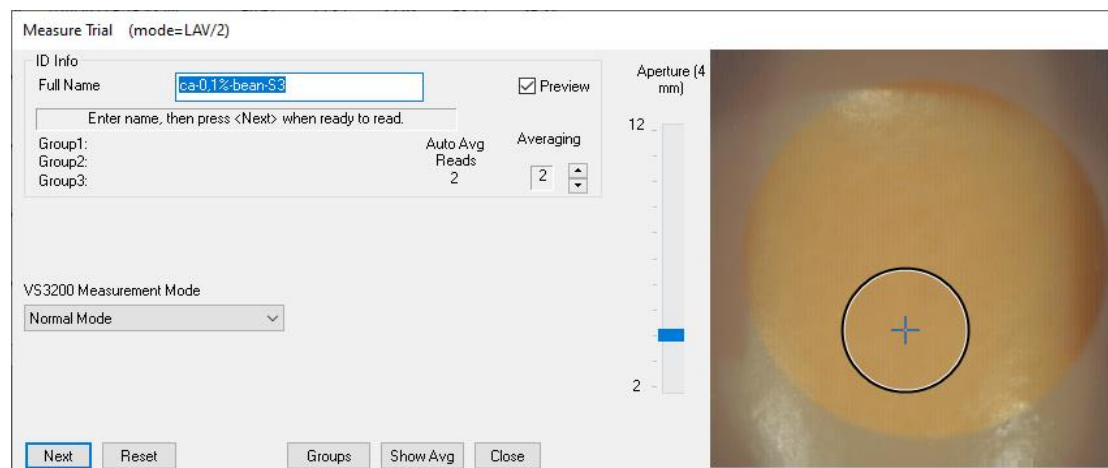 Measure Trial (mode=LAV/2)
ID Info
Full Name ca-0,1%-bean-S3 Preview
Enter name, then press <Next> when ready to read.
Group1:
Group2:
Group3:
Auto Avg
Reads
2
Averaging
2
Aperture (4
mm)
12
2
VS3200 Measurement Mode
Normal Mode
Next Reset Groups Show Avg Close